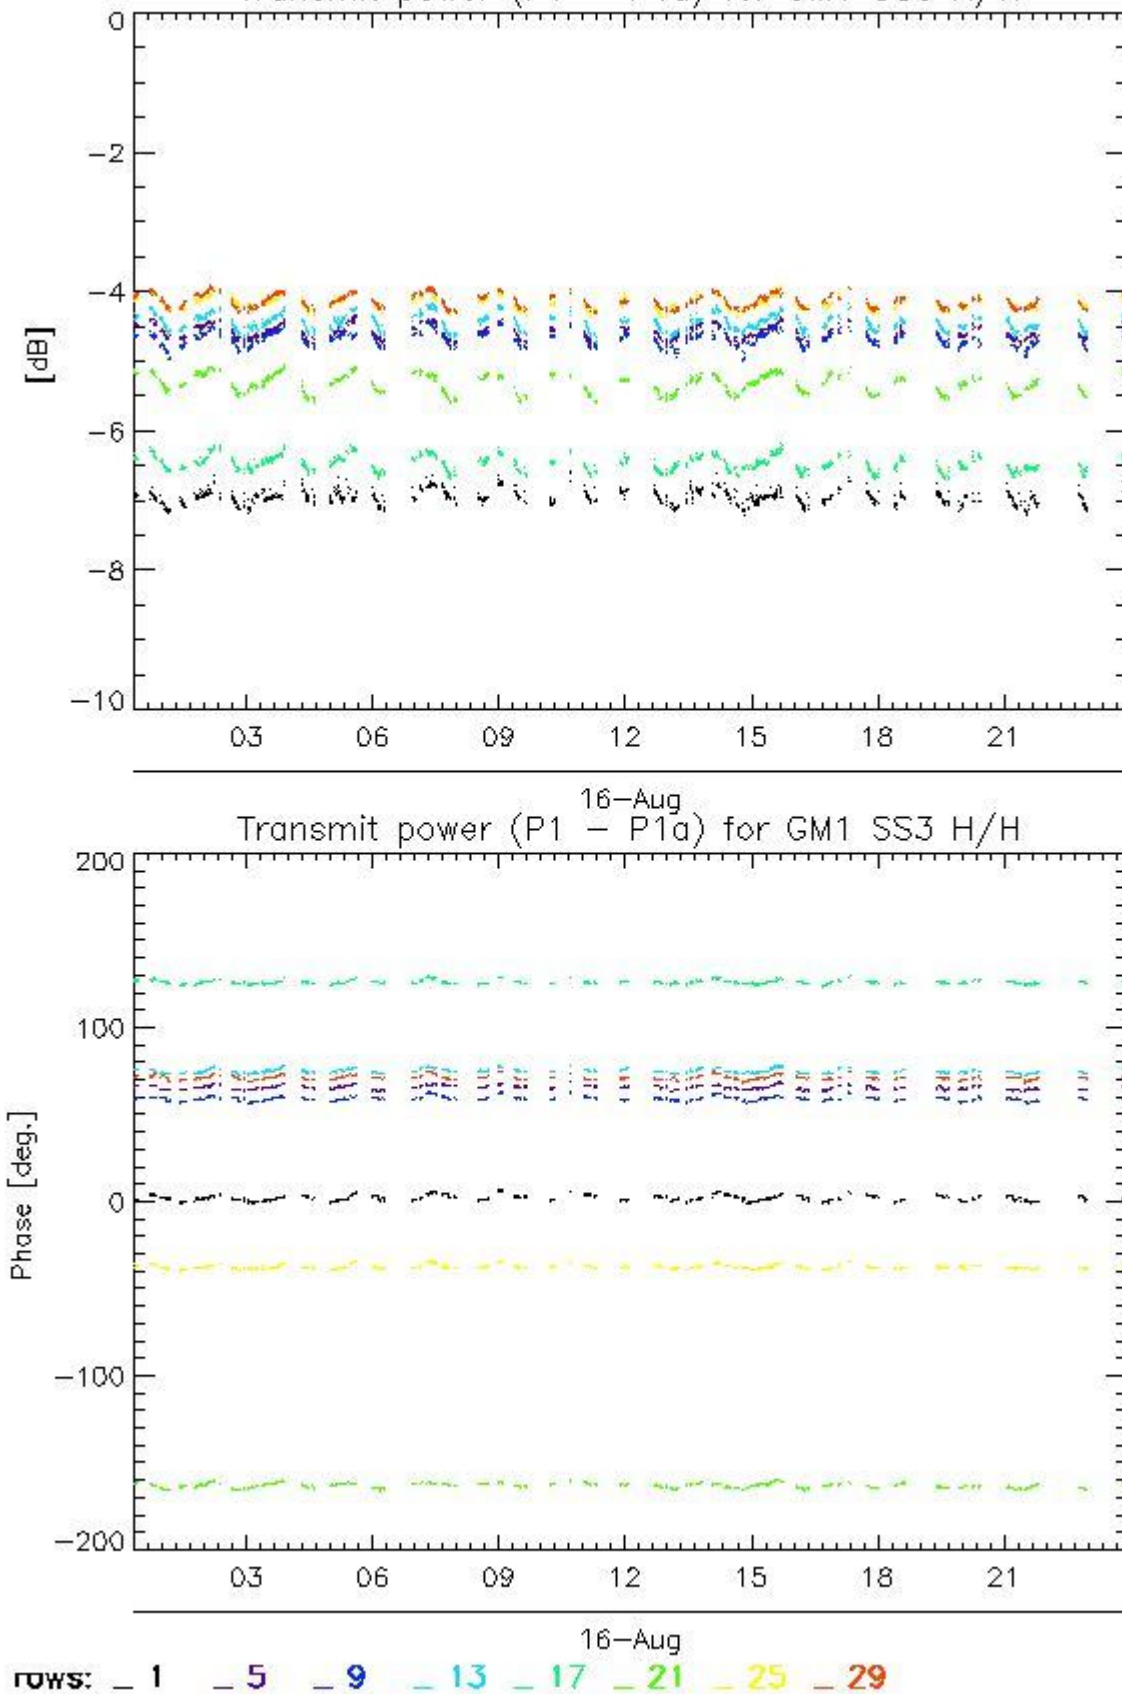 0
−2
−4
[dB]
−6
−8
−10
03 06 09 12 15 18 21
16−Aug
Transmit power (P1 − P1a) for GM1 SS3 H/H
200
100
Phase [deg.]
0
−100
−200
03 06 09 12 15 18 21
16−Aug
rows: _ 1 _ 5 _ 9 _ 13 _ 17 _ 21 _ 25 _ 29